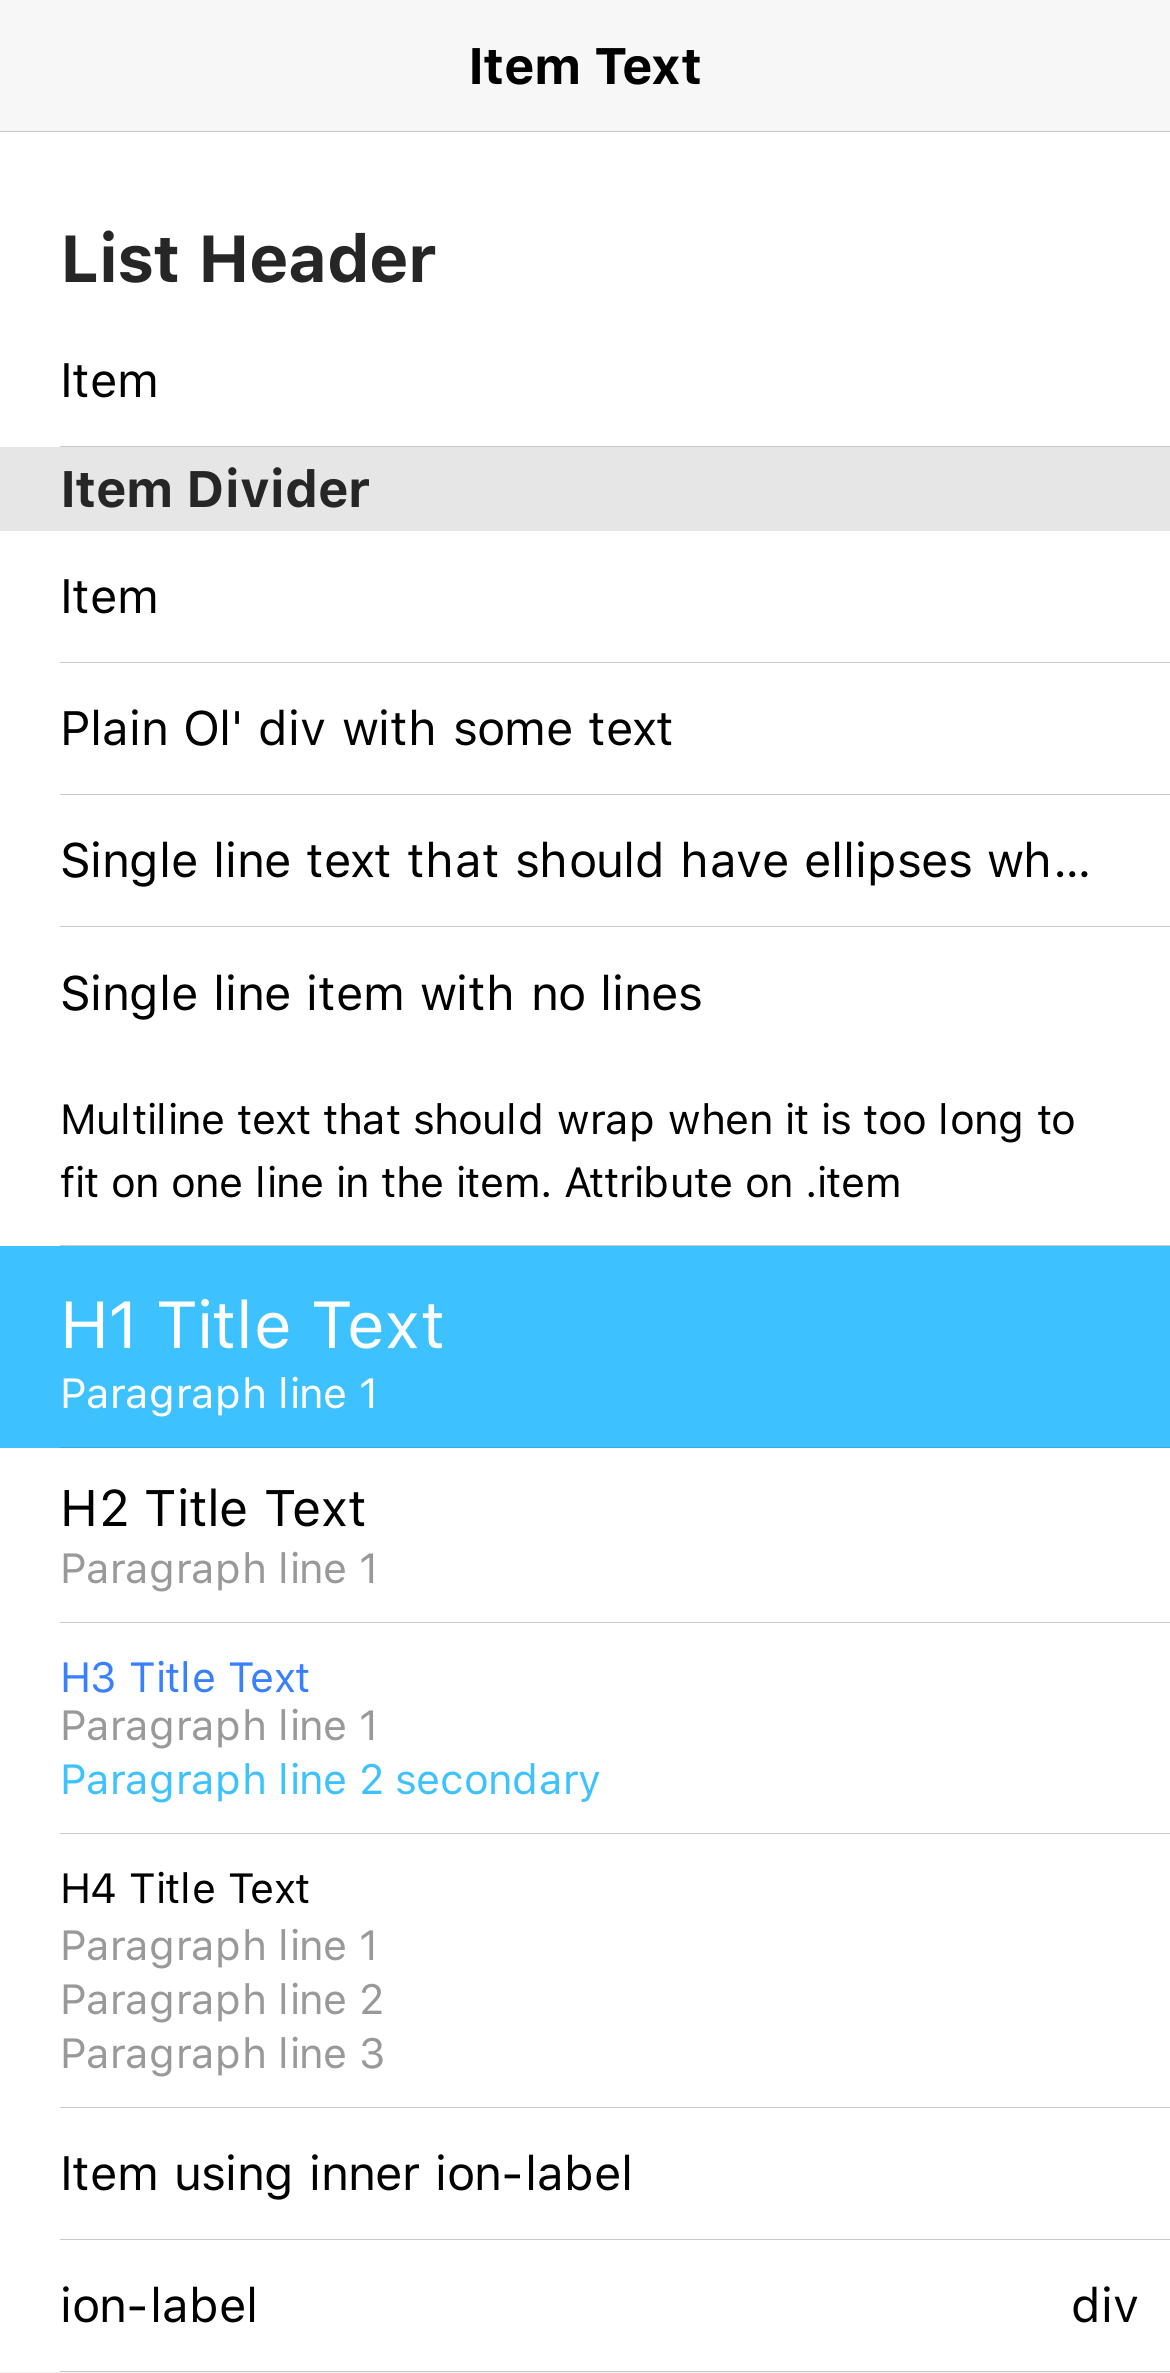 Item Text
List Header
Item
Item Divider
Item
Plain Ol' div with some text
Single line text that should have ellipses wh...
Single line item with no lines
Multiline text that should wrap when it is too long to
fit on one line in the item. Attribute on .item
H1 Title Text
Paragraph line 1
H2 Title Text
Paragraph line 1
H3 Title Text
Paragraph line 1
Paragraph line 2 secondary
H4 Title Text
Paragraph line 1
Paragraph line 2
Paragraph line 3
Item using inner ion-label
ion-label div